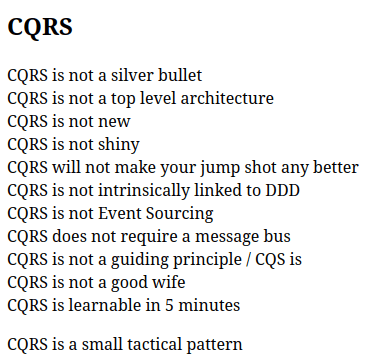 CQRS
CQRS is not a silver bullet
CQRS is not a top level architecture
CQRS is not new
CQRS is not shiny
CQRS will not make your jump shot any better
CQRS is not intrinsically linked to DDD
CQRS is not Event Sourcing
CQRS does not require a message bus
CQRS is not a guiding principle / CQS is
CQRS is not a good wife
CQRS is learnable in 5 minutes
CQRS is a small tactical pattern